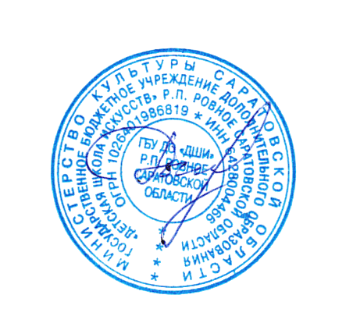 МИНИСТЕРСТВО КУЛЬТУРЫ САРАТОВСКОЙ ОБЛАСТИ
ГОСУДАРСТВЕННОЕ БЮДЖЕТНОЕ УЧРЕЖДЕНИЕ ДОПОЛНИТЕЛЬНОГО ОБРАЗОВАНИЯ
«ДЕТСКАЯ ШКОЛА ИСКУССТВ» Р.П. РОВНОЕ САРАТОВСКОЙ ОБЛАСТИ
ОГРН 1026401986819 * ИНН 6428004466
ГБУ ДО «ДШИ»
Р.П. РОВНОЕ
САРАТОВСКОЙ
ОБЛАСТИ